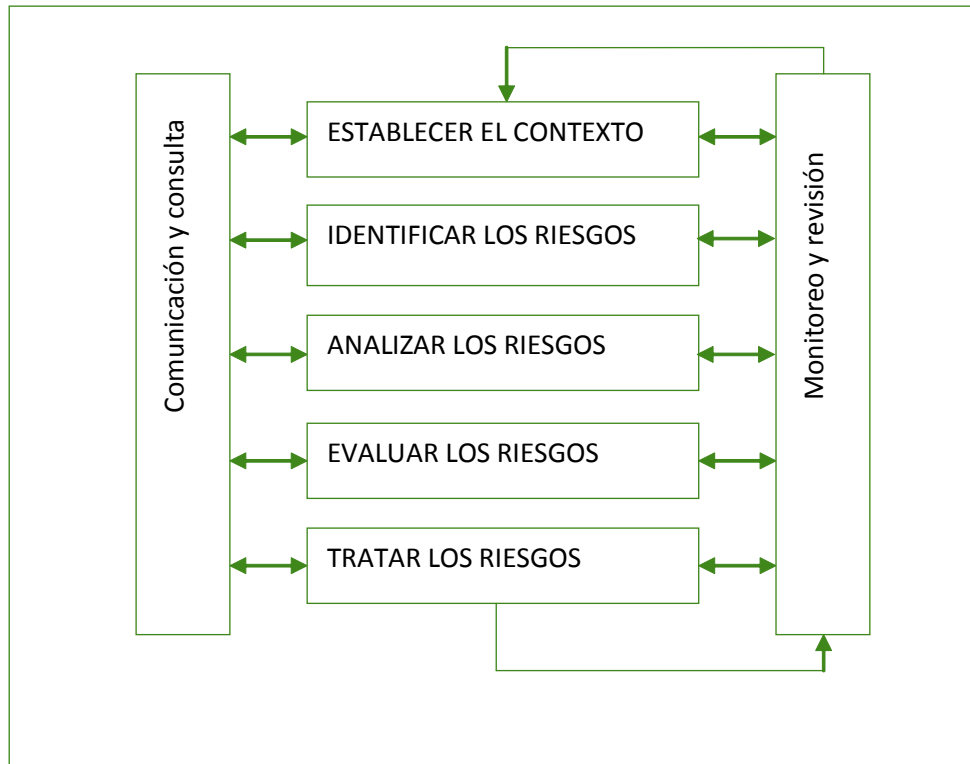 Comunicación y consulta
ESTABLECER EL CONTEXTO
IDENTIFICAR LOS RIESGOS
ANALIZAR LOS RIESGOS
EVALUAR LOS RIESGOS
TRATAR LOS RIESGOS
Monitoreo y revisión